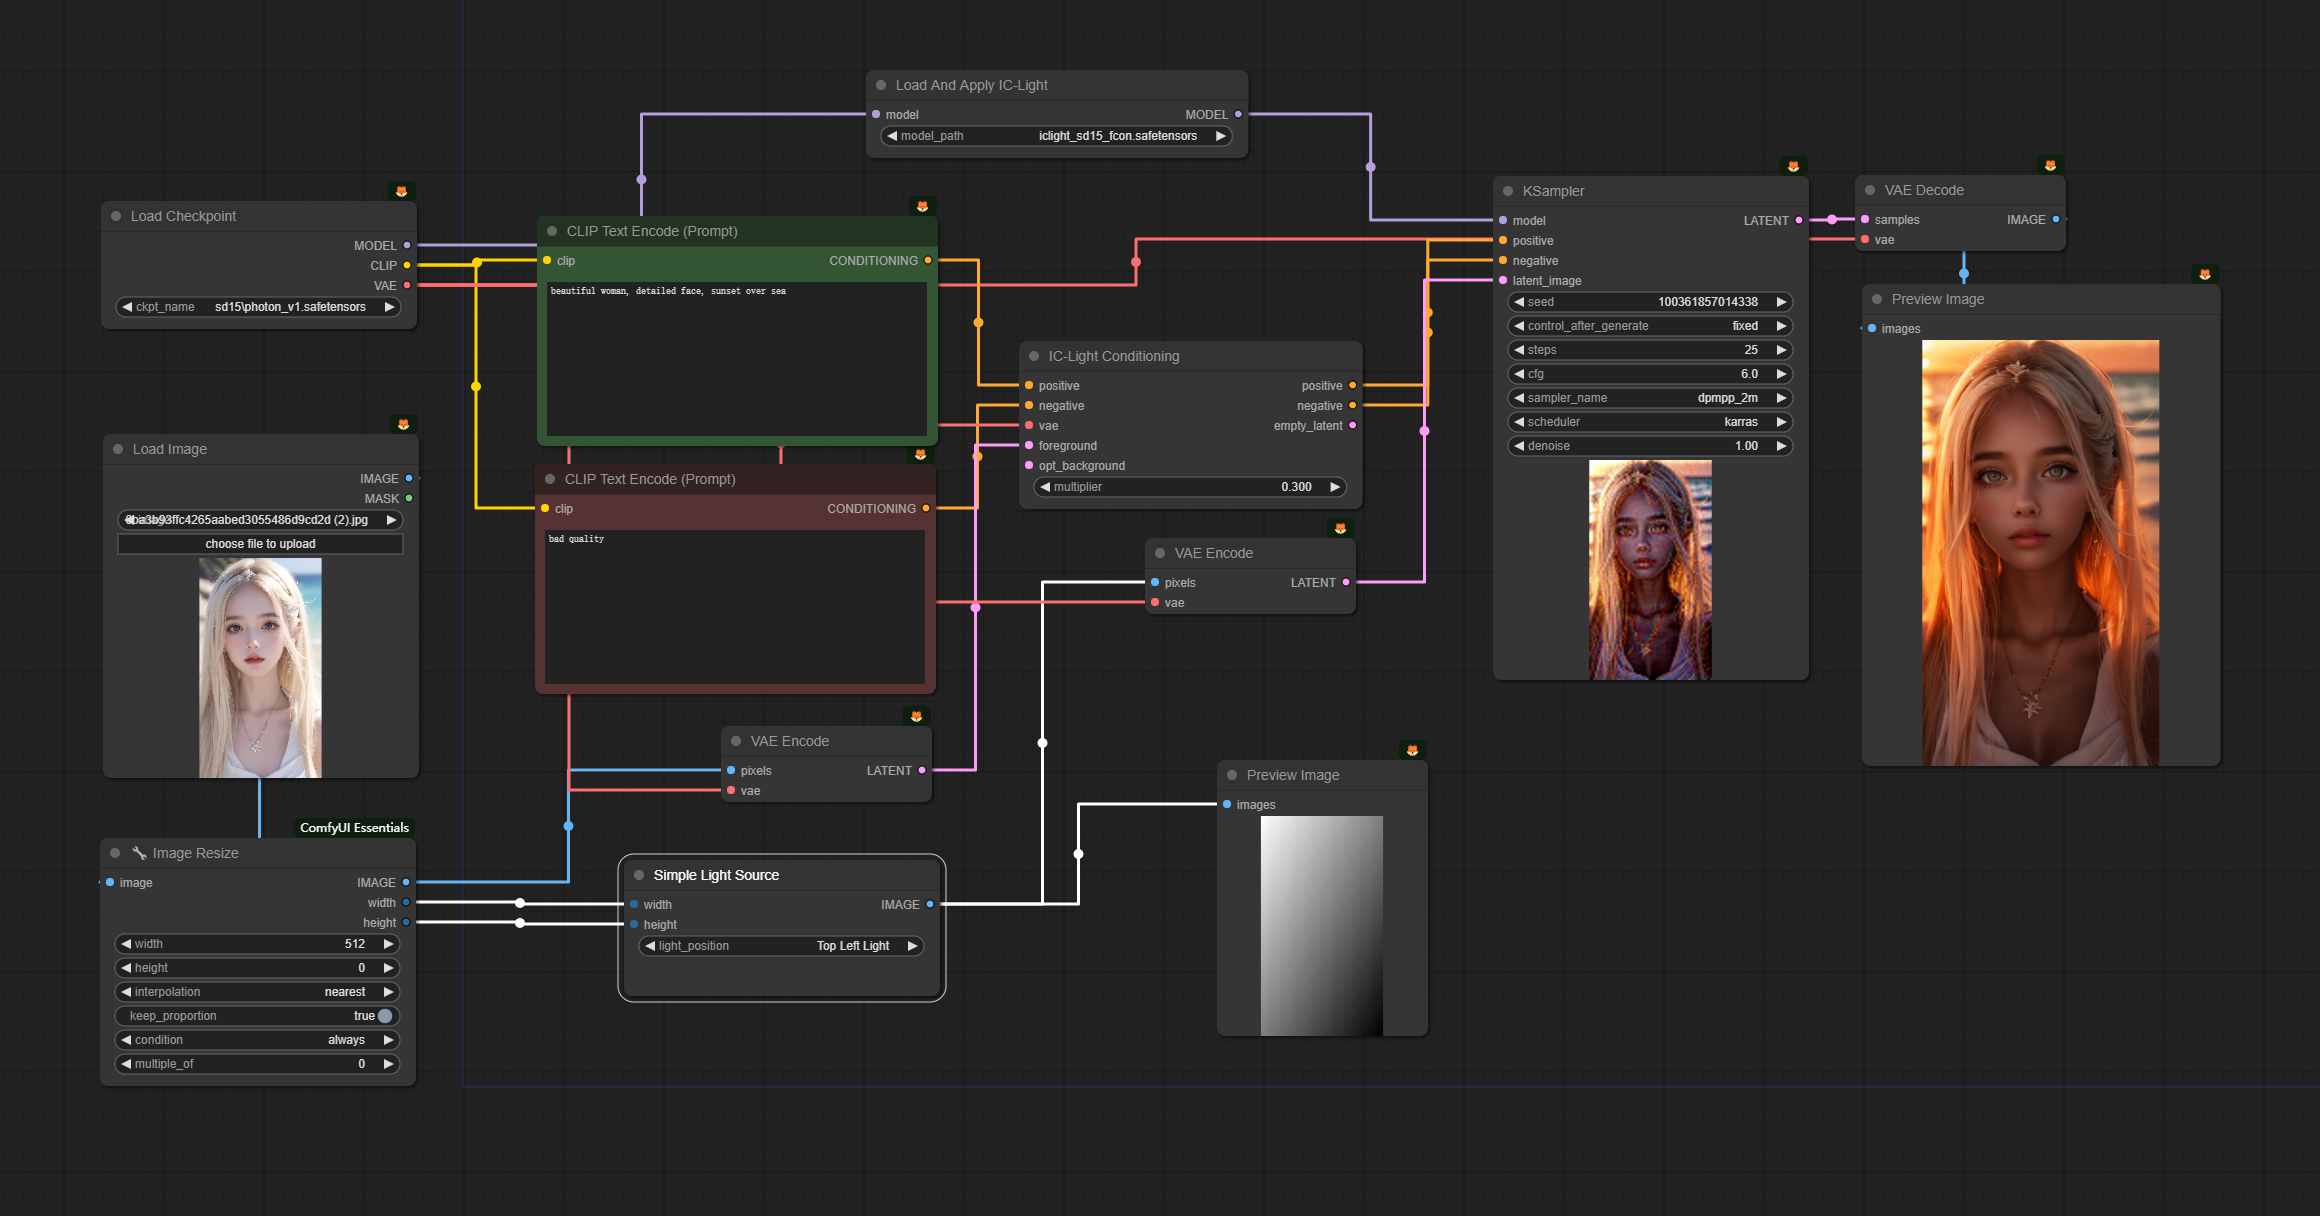 Load And Apply IC-Light
model MODEL
model_path iclight_sd15_fcon.safetensors
Load Checkpoint
MODEL
CLIP
VAE
ckpt_name sd15\photon_v1.safetensors
CLIP Text Encode (Prompt)
clip CONDITIONING
beautiful woman, detailed face, sunset over sea
Load Image
IMAGE
MASK
choose file to upload
CLIP Text Encode (Prompt)
clip CONDITIONING
bad quality
IC-Light Conditioning
positive positive
negative negative
vae empty_latent
foreground
opt_background
multiplier 0.300
VAE Encode
pixels LATENT
vae
VAE Encode
pixels LATENT
vae
ComfyUI Essentials
Image Resize
image IMAGE
width
height
width 512
height 0
interpolation nearest
keep_proportion true
condition always
multiple_of 0
Simple Light Source
width IMAGE
height
light_position Top Left Light
Preview Image
images
KSampler
model LATENT
positive
negative
latent_image
seed 100361857014338
control_after_generate fixed
steps 25
cfg 6.0
sampler_name dpmpp_2m
scheduler karras
denoise 1.00
VAE Decode
samples IMAGE
vae
Preview Image
images